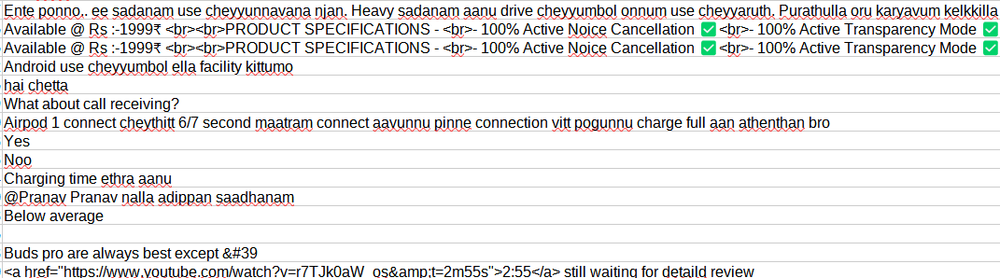 Ente ponno,. ee sadanam use cheyyunnavana njan. Heavy sadanam aanu drive cheyyumbol onnum use cheyyaruth. Purathulla oru karyavum kelkkilla
Available @ Rs :-1999₹ <br><br>PRODUCT SPECIFICATIONS - <br>- 100% Active Noice Cancellation ✅ <br>- 100% Active Transparency Mode ✅
Available @ Rs :-1999₹ <br><br>PRODUCT SPECIFICATIONS - <br>- 100% Active Noice Cancellation ✅ <br>- 100% Active Transparency Mode ✅
Android use cheyyumbol ella facility kittumo
hai chetta
What about call receiving?
Airpod 1 connect cheythitt 6/7 second maatram connect aavunnu pinne connection vitt pogunnu charge full aan athenthan bro
Yes
Noo
Charging time ethra aanu
@Pranav Pranav nalla adippan saadhanam
Below average
Buds pro are always best except &#39
<a href="https://www.youtube.com/watch?v=r7TJk0aW_os&amp;t=2m55s">2:55</a> still waiting for detaild review